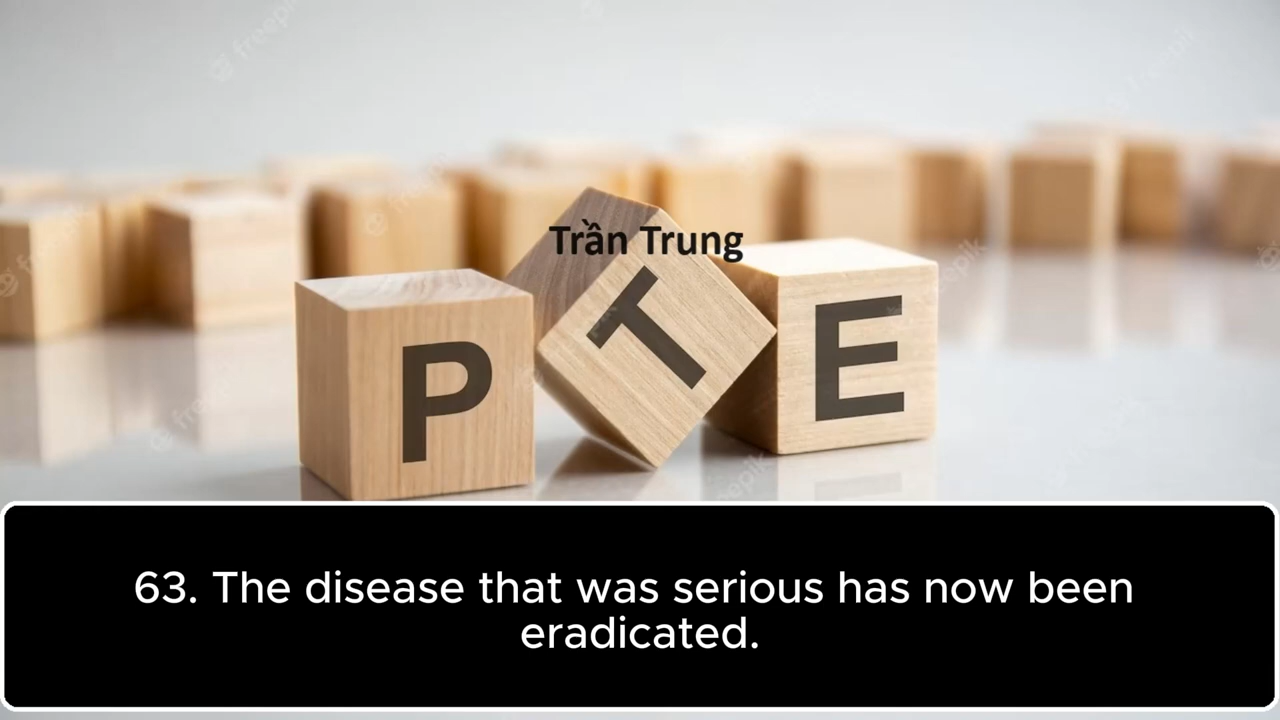 Trần Trung
P T E
63. The disease that was serious has now been
eradicated.